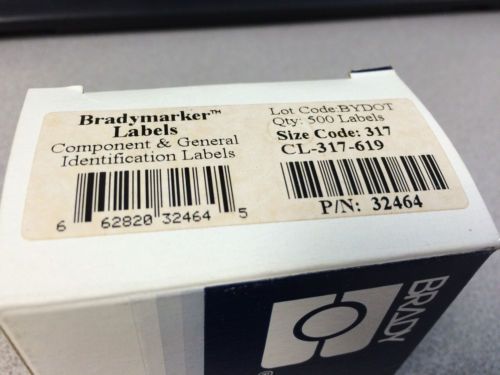 Bradymarker™
Labels
Component & General
Identification Labels
6 62820 32464 5
Lot Code:BYDOT
Qty: 500 Labels
Size Code: 317
CL-317-619
P/N: 32464
BRADY
®